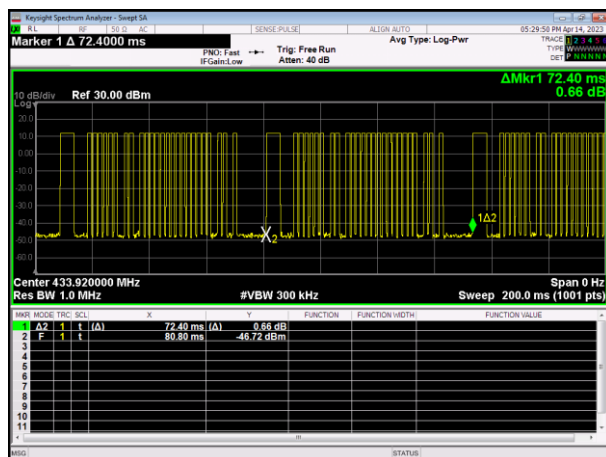 Keysight Spectrum Analyzer - Swept SA
RL RF 50 Ω AC SENSE:PULSE ALIGN AUTO 05:29:50 PM Apr 14, 2023
Marker 1 Δ 72.4000 ms
PNO: Fast
IFGain:Low
Trig: Free Run
Atten: 40 dB
Avg Type: Log-Pwr
TRACE 1 2 3 4 5
TYPE WWWWWW
DET P N N N N N
ΔMkr1 72.40 ms
0.66 dB
10 dB/div Ref 30.00 dBm
Log
20.0
10.0
0.00
-10.0
-20.0
-30.0
-40.0
-50.0
-60.0
1Δ2
X2
Center 433.920000 MHz Span 0 Hz
Res BW 1.0 MHz #VBW 300 kHz Sweep 200.0 ms (1001 pts)
MKR MODE TRC SCL X Y FUNCTION FUNCTION WIDTH FUNCTION VALUE
1 Δ2 1 t (Δ) 72.40 ms (Δ) 0.66 dB
2 F 1 t 80.80 ms -46.72 dBm
3
4
5
6
7
8
9
10
11
MSG STATUS